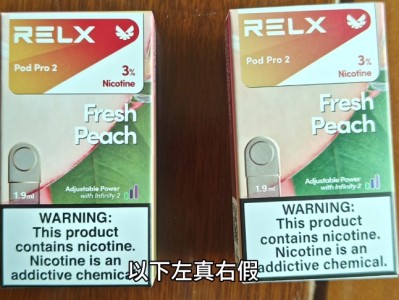 RELX
Pod Pro 2
3%
Nicotine
Fresh
Peach
1.9ml
Adjustable Power
with Infinity 2
WARNING:
This product
contains nicotine.
Nicotine is an
addictive chemical.
RELX
Pod Pro 2
3%
Nicotine
Fresh
Peach
1.9ml
Adjustable Power
with Infinity 2
WARNING:
This product
contains nicotine.
Nicotine is an
addictive chemical.
以下左真右假